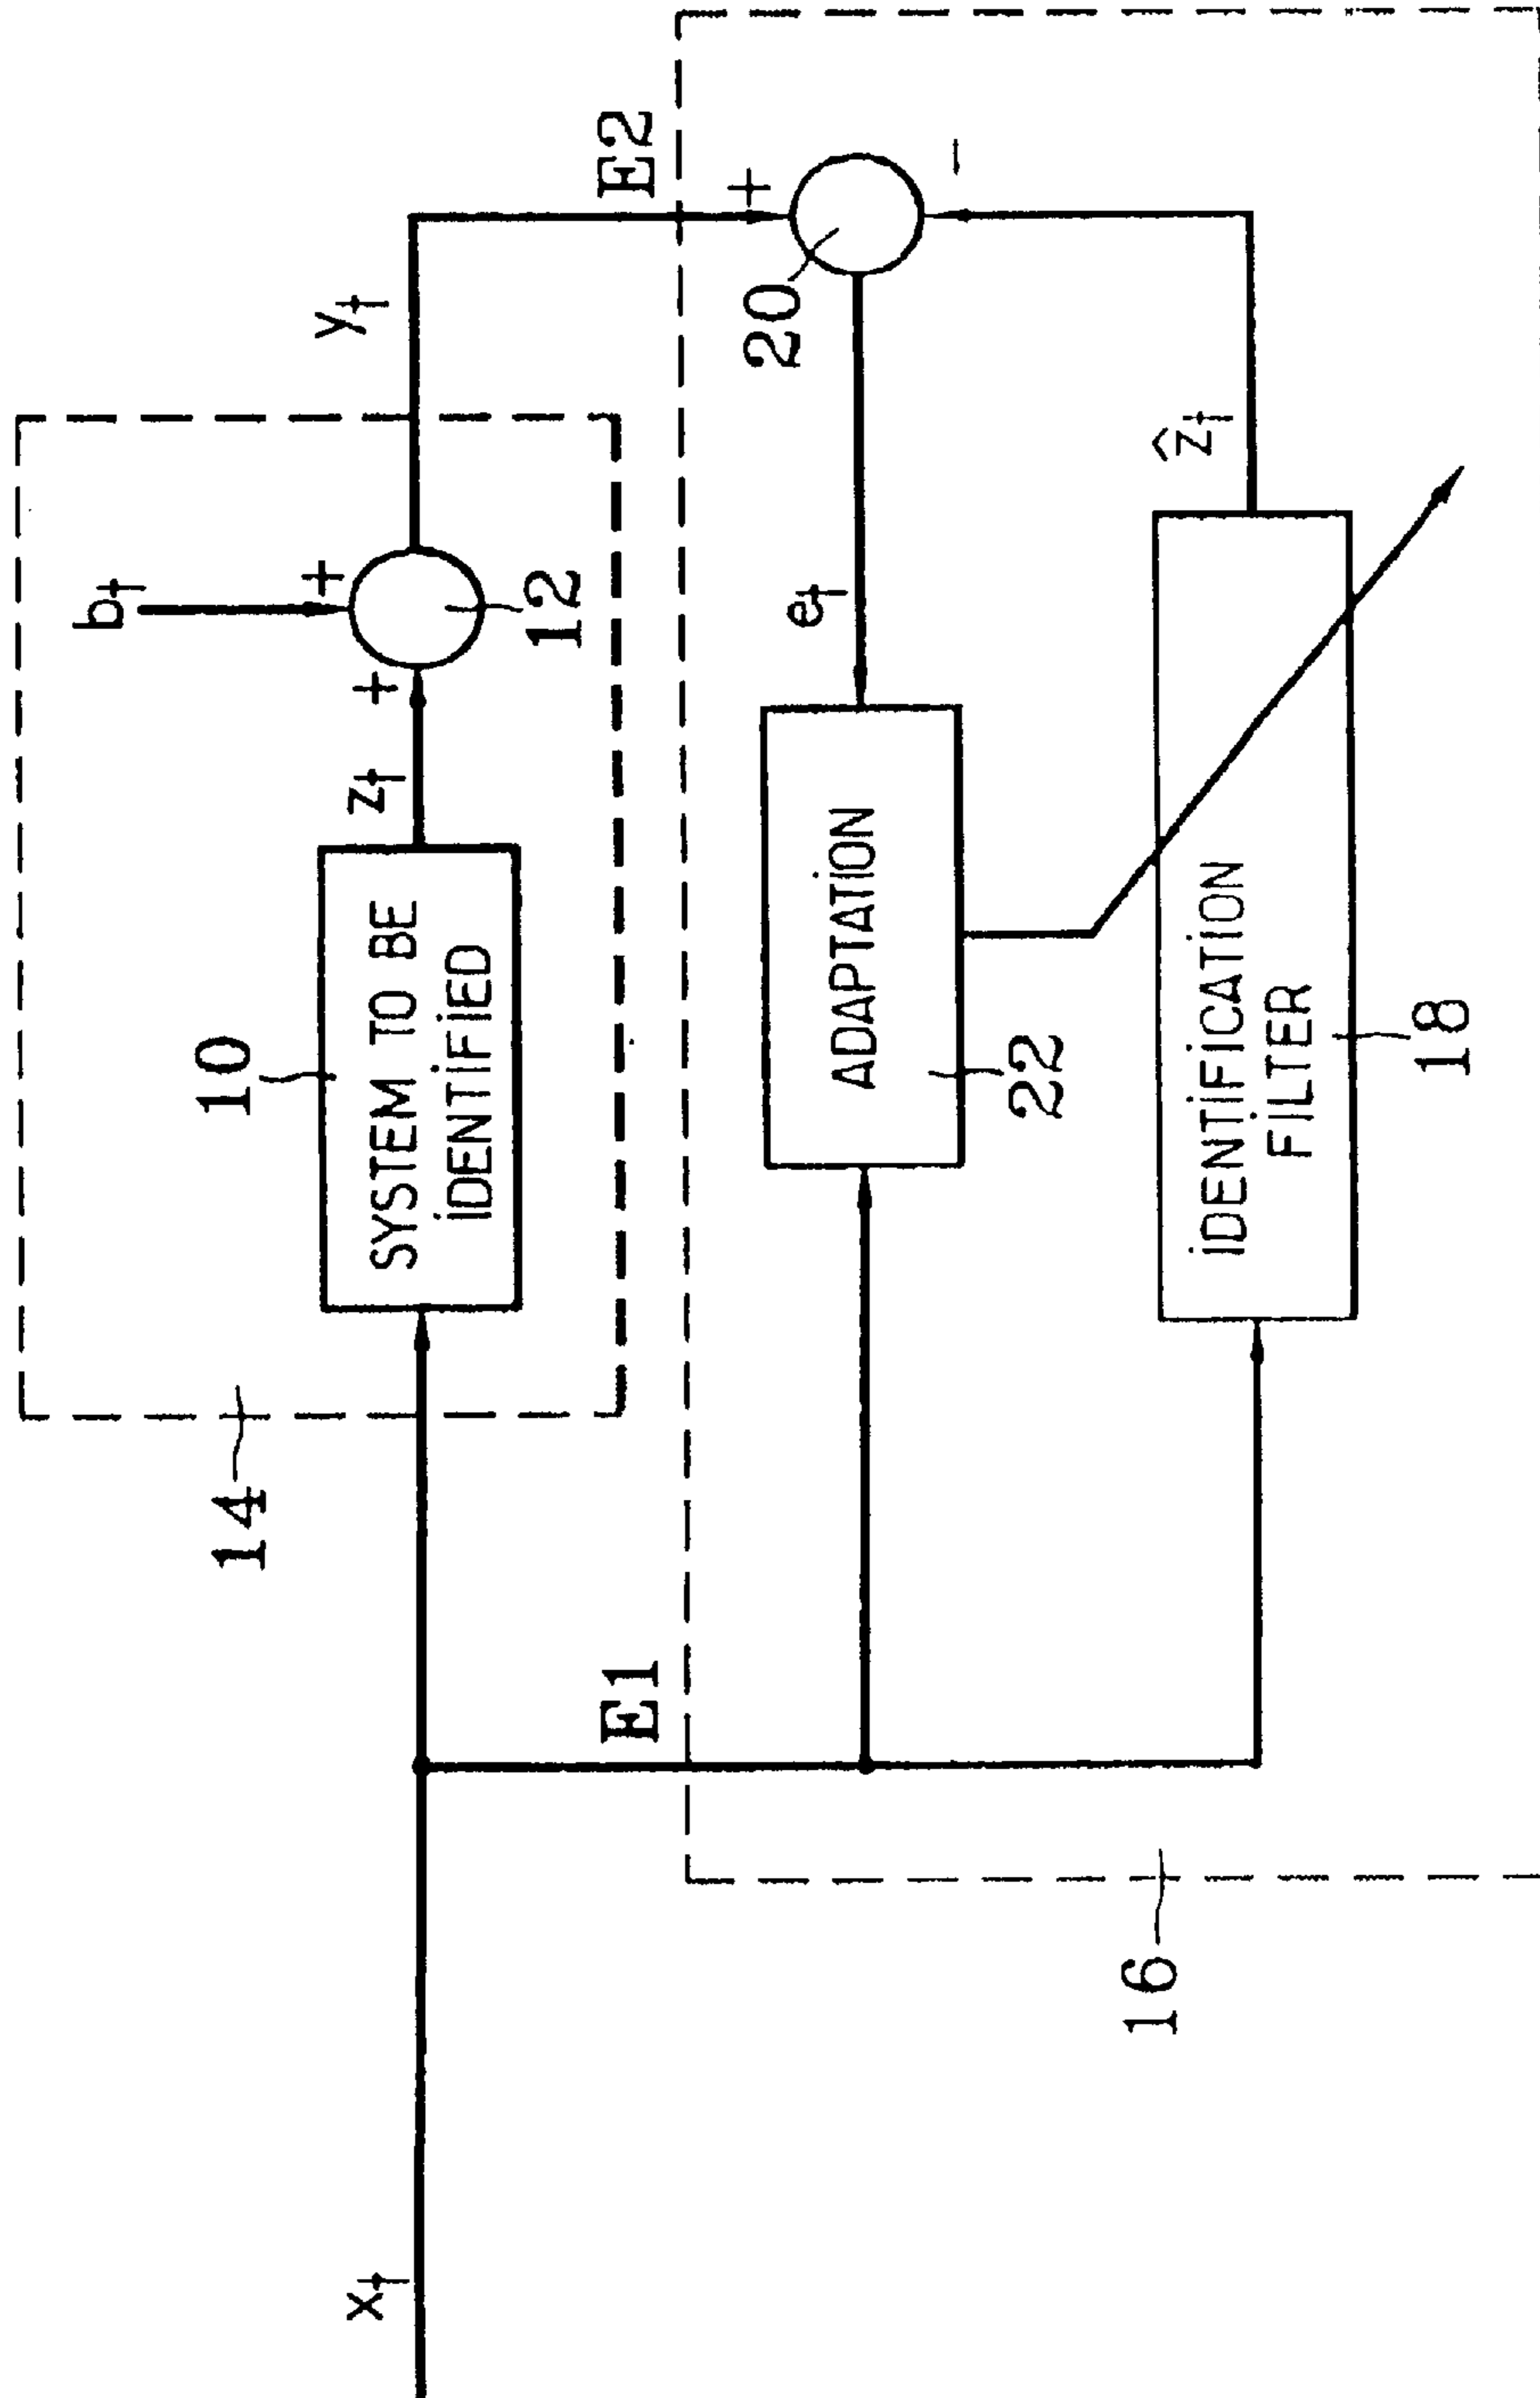 b_t
y_t
E2
+
+
z_t
12
10
SYSTEM TO BE
IDENTIFIED
14
x_t
E1
+
20
-
e_t
ADAPTATION
22
ẑ_t
IDENTIFICATION
FILTER
18
16